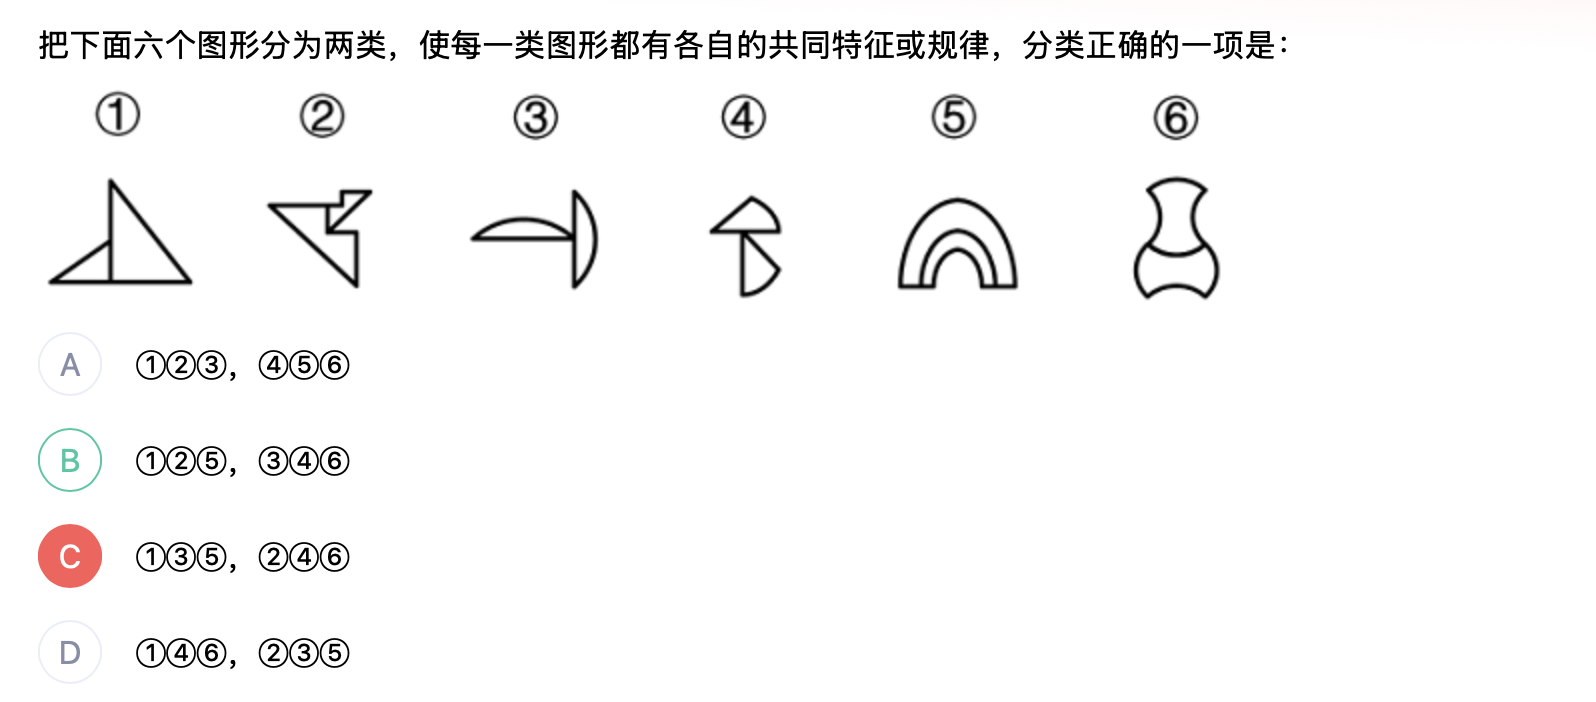 把下面六个图形分为两类，使每一类图形都有各自的共同特征或规律，分类正确的一项是：
① ② ③ ④ ⑤ ⑥
A ①②③，④⑤⑥
B ①②⑤，③④⑥
C ①③⑤，②④⑥
D ①④⑥，②③⑤